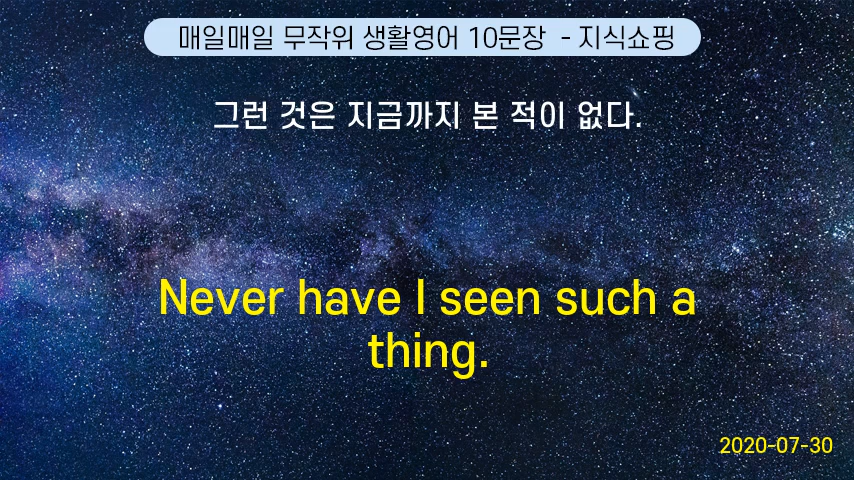 매일매일 무작위 생활영어 10문장 - 지식쇼핑
그런 것은 지금까지 본 적이 없다.
Never have I seen such a
thing.
2020-07-30